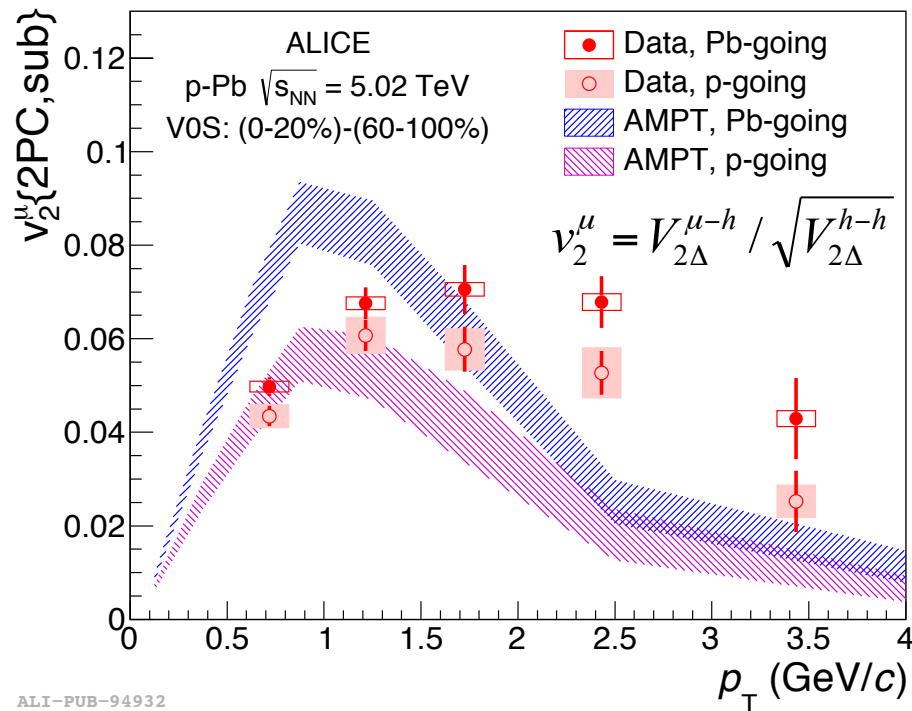 v₂^μ{2PC,sub}
0.12
0.1
0.08
0.06
0.04
0.02
0
ALICE
p-Pb √s_NN = 5.02 TeV
V0S: (0-20%)-(60-100%)
Data, Pb-going
Data, p-going
AMPT, Pb-going
AMPT, p-going
v₂^μ = V_2Δ^μ−h / √V_2Δ^h−h
0 0.5 1 1.5 2 2.5 3 3.5 4
p_T (GeV/c)
ALI-PUB-94932